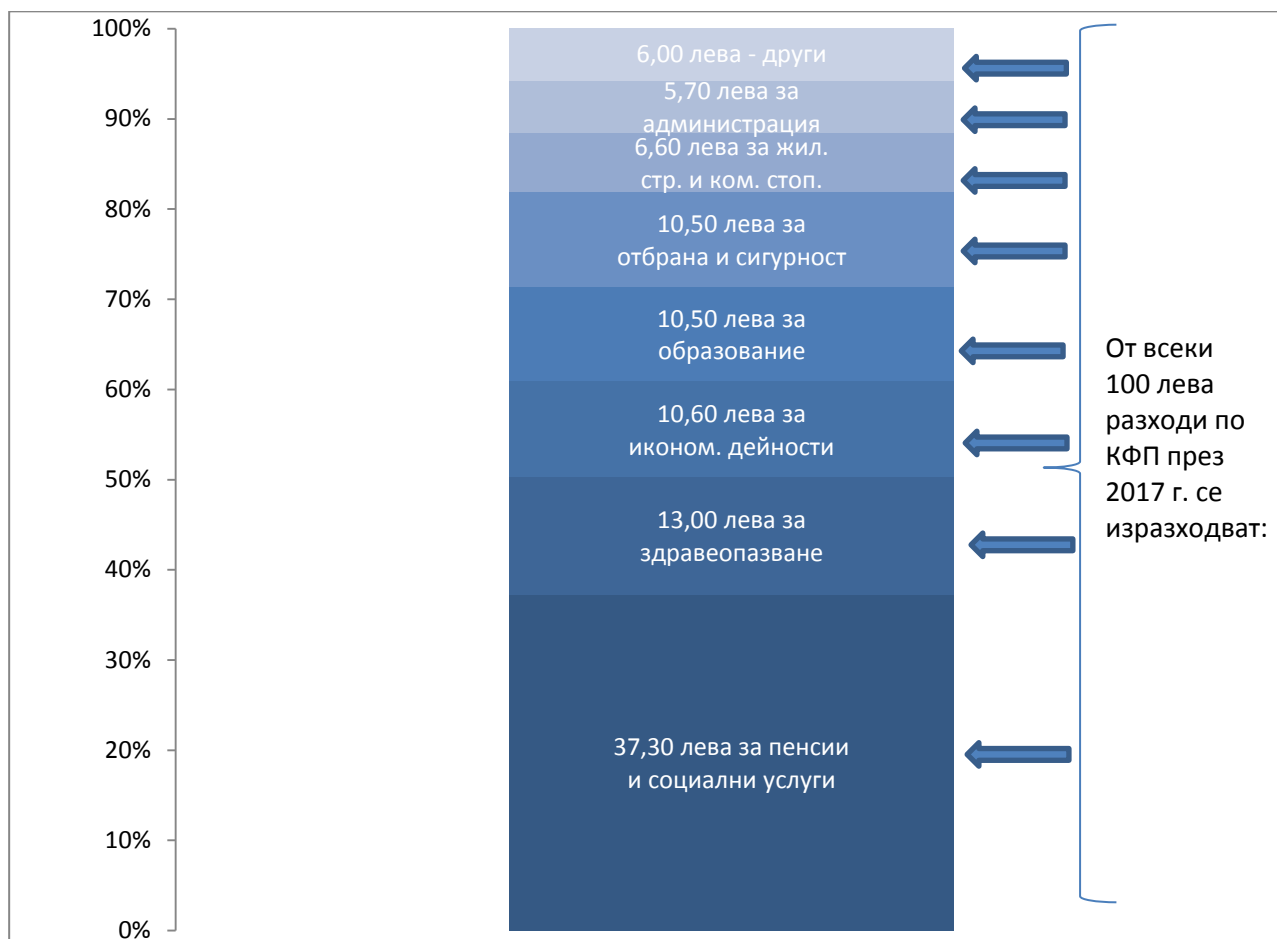 100%
90%
80%
70%
60%
50%
40%
30%
20%
10%
0%
6,00 лева - други
5,70 лева за
администрация
6,60 лева за жил.
стр. и ком. стоп.
10,50 лева за
отбрана и сигурност
10,50 лева за
образование
10,60 лева за
иконом. дейности
13,00 лева за
здравеопазване
37,30 лева за пенсии
и социални услуги
От всеки
100 лева
разходи по
КФП през
2017 г. се
изразходват: